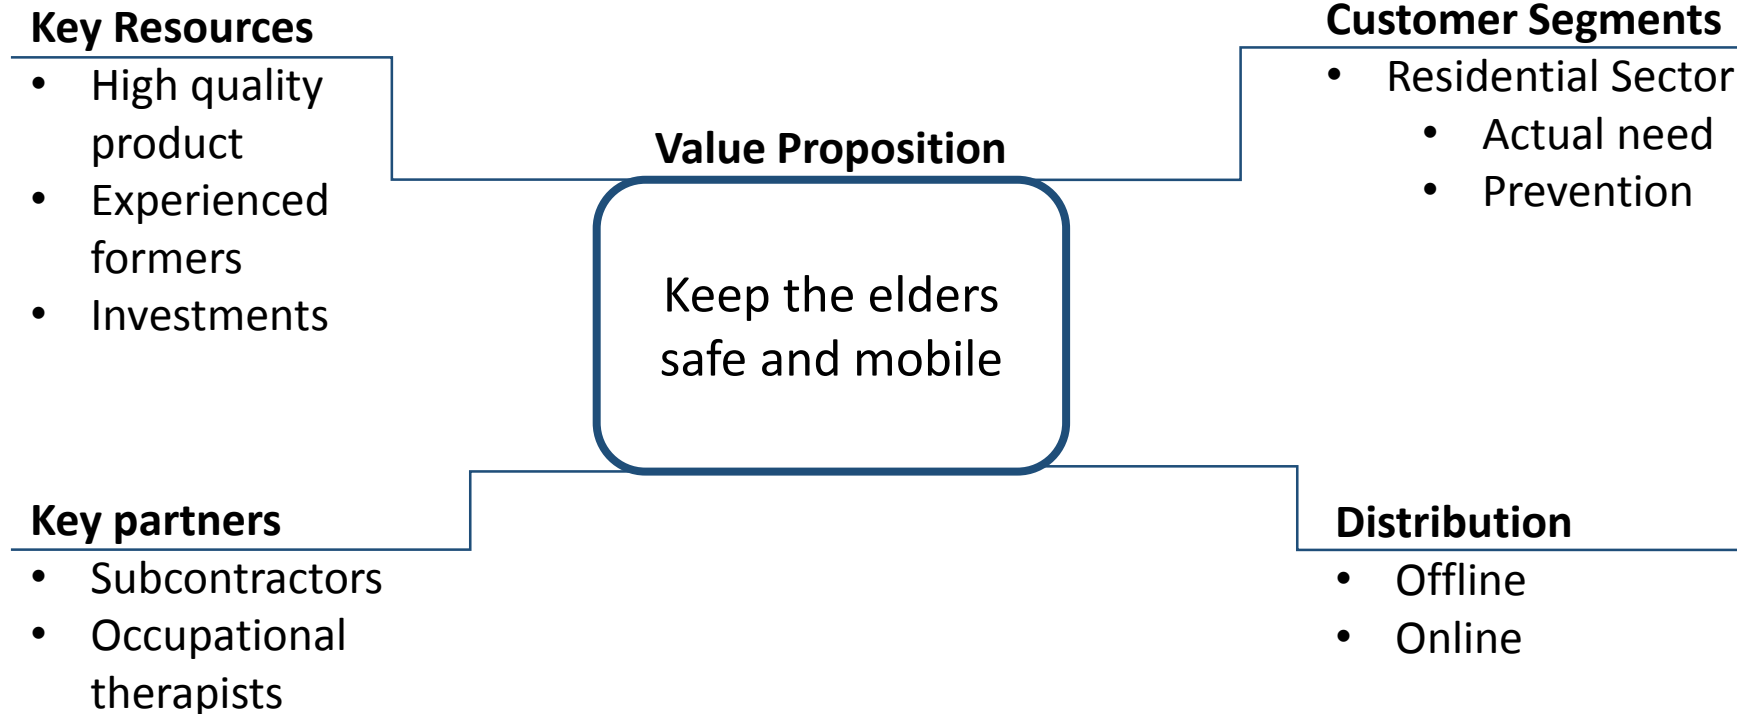 Key Resources
• High quality
product
• Experienced
formers
• Investments
Value Proposition
Keep the elders
safe and mobile
Customer Segments
• Residential Sector
• Actual need
• Prevention
Key partners
• Subcontractors
• Occupational
therapists
Distribution
• Offline
• Online